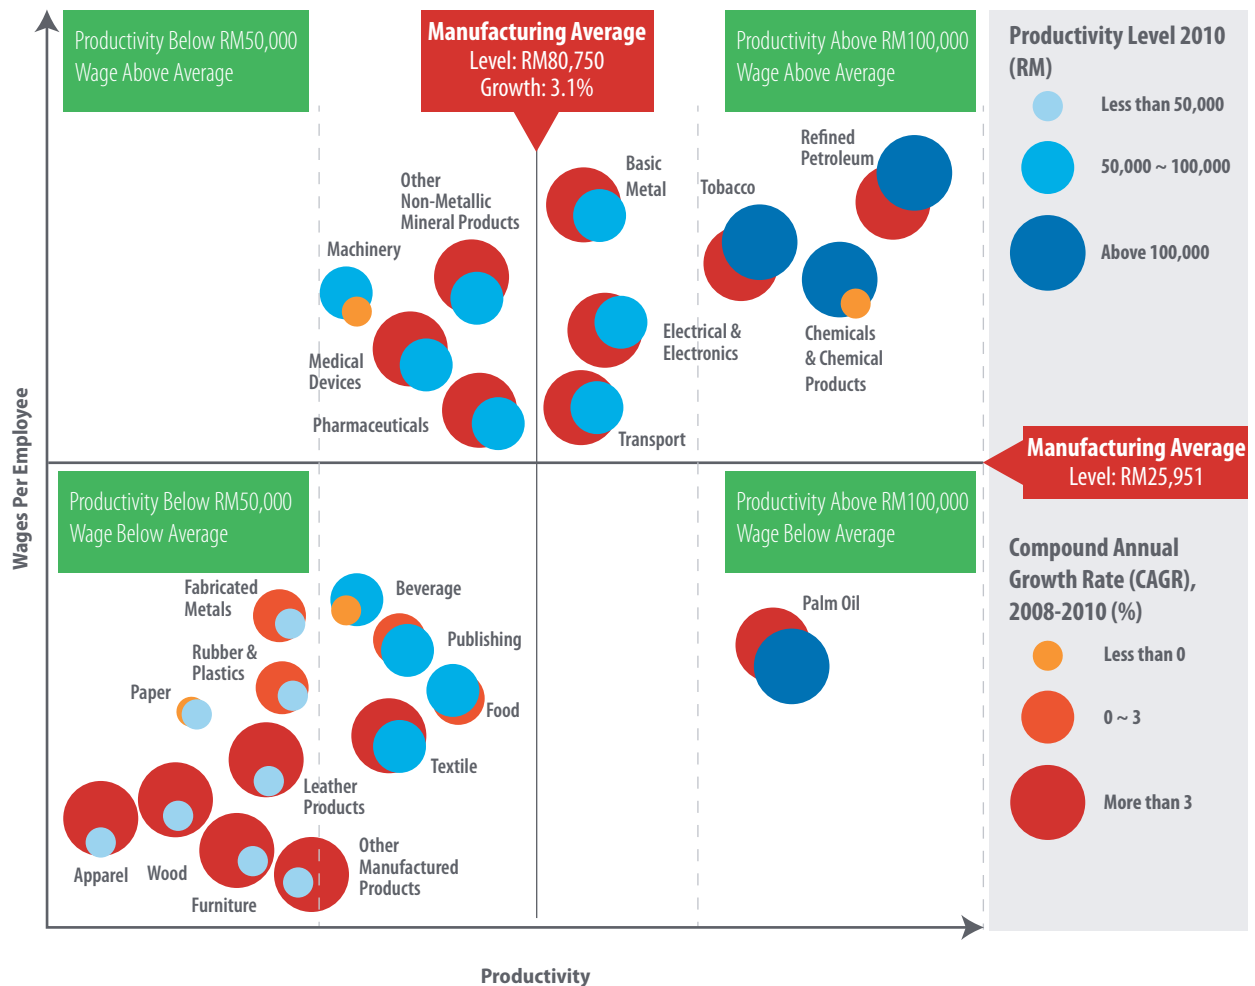 Productivity Below RM50,000
Wage Above Average
Manufacturing Average
Level: RM80,750
Growth: 3.1%
Productivity Above RM100,000
Wage Above Average
Productivity Level 2010
(RM)
Less than 50,000
50,000 ~ 100,000
Above 100,000
Refined
Petroleum
Basic
Metal
Tobacco
Other
Non-Metallic
Mineral Products
Machinery
Medical
Devices
Pharmaceuticals
Electrical &
Electronics
Chemicals
& Chemical
Products
Transport
Wages Per Employee
Manufacturing Average
Level: RM25,951
Productivity Below RM50,000
Wage Below Average
Productivity Above RM100,000
Wage Below Average
Compound Annual
Growth Rate (CAGR),
2008-2010 (%)
Less than 0
0 ~ 3
More than 3
Fabricated
Metals
Beverage
Publishing
Rubber &
Plastics
Paper
Food
Textile
Palm Oil
Leather
Products
Apparel
Wood
Furniture
Other
Manufactured
Products
Productivity